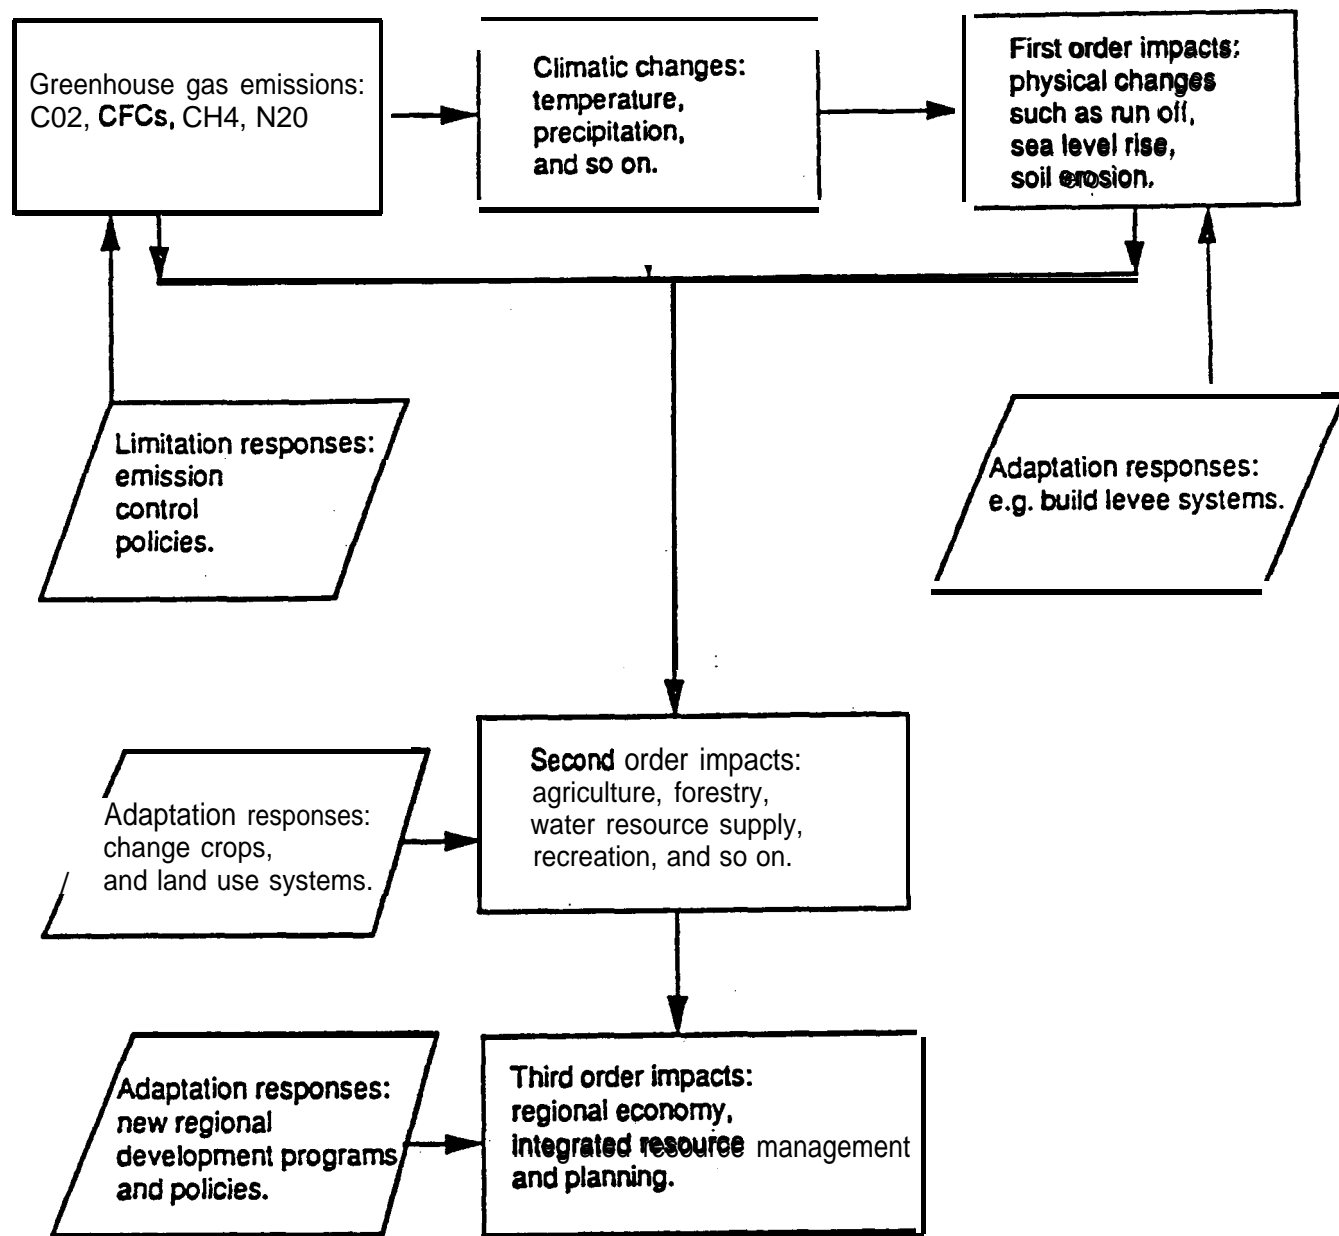 Greenhouse gas emissions:
C02, CFCs, CH4, N20
Climatic changes:
temperature,
precipitation,
and so on.
First order impacts:
physical changes
such as run off,
sea level rise,
soil erosion.
Limitation responses:
emission
control
policies.
Adaptation responses:
e.g. build levee systems.
Second order impacts:
agriculture, forestry,
water resource supply,
recreation, and so on.
Adaptation responses:
change crops,
and land use systems.
Third order impacts:
regional economy,
integrated resource management
and planning.
Adaptation responses:
new regional
development programs
and policies.